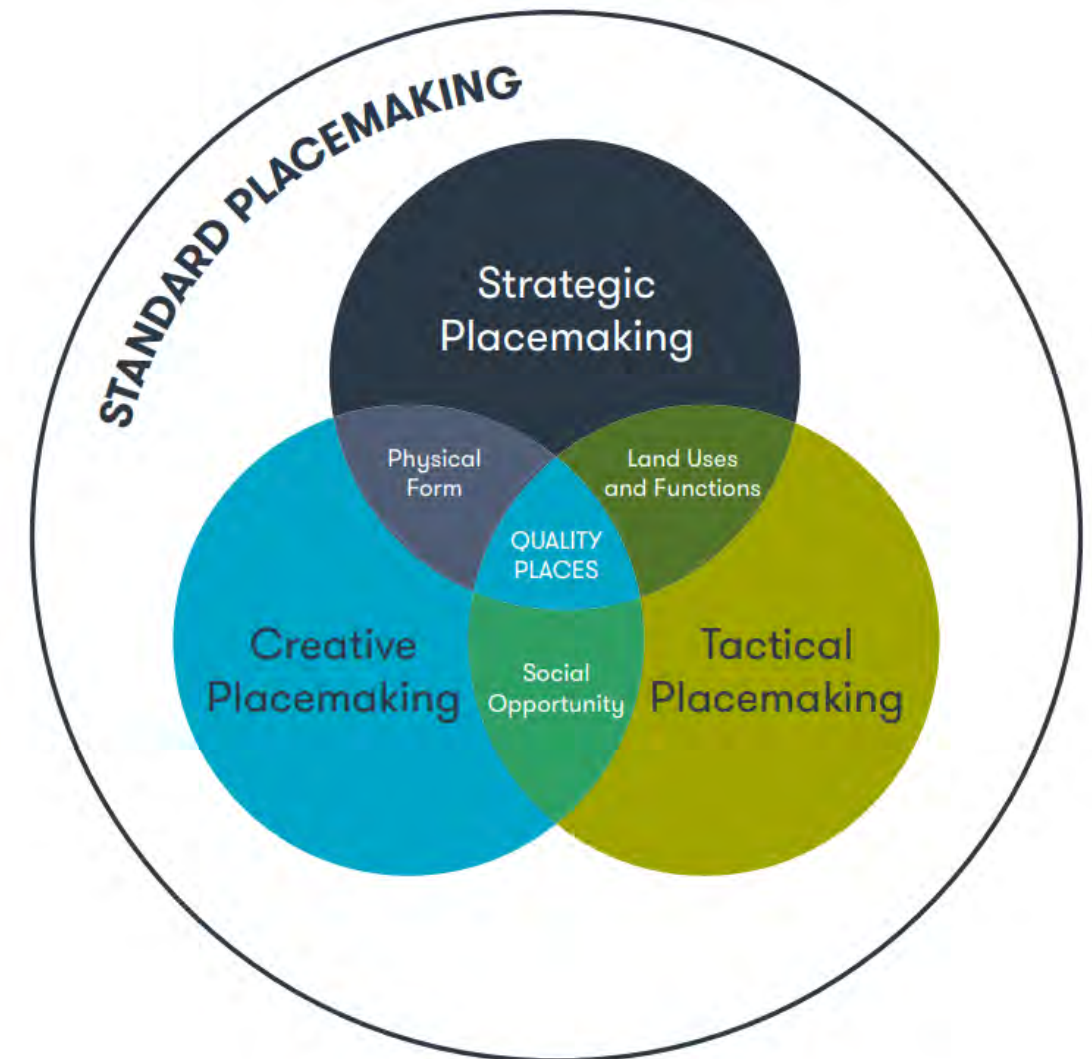 STANDARD PLACEMAKING
Strategic
Placemaking
Physical
Form
Land Uses
and Functions
QUALITY
PLACES
Creative
Placemaking
Social
Opportunity
Tactical
Placemaking